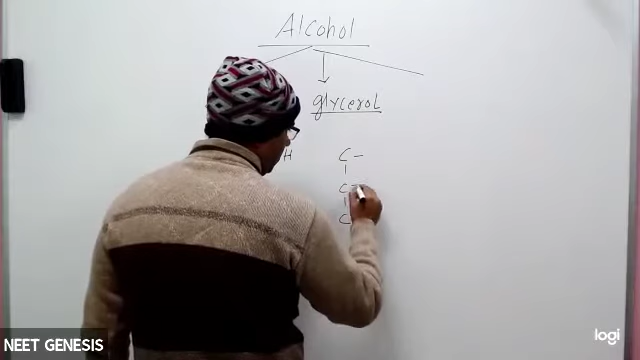 Alcohol
glycerol
H C –
C –
C
NEET GENESIS
logi